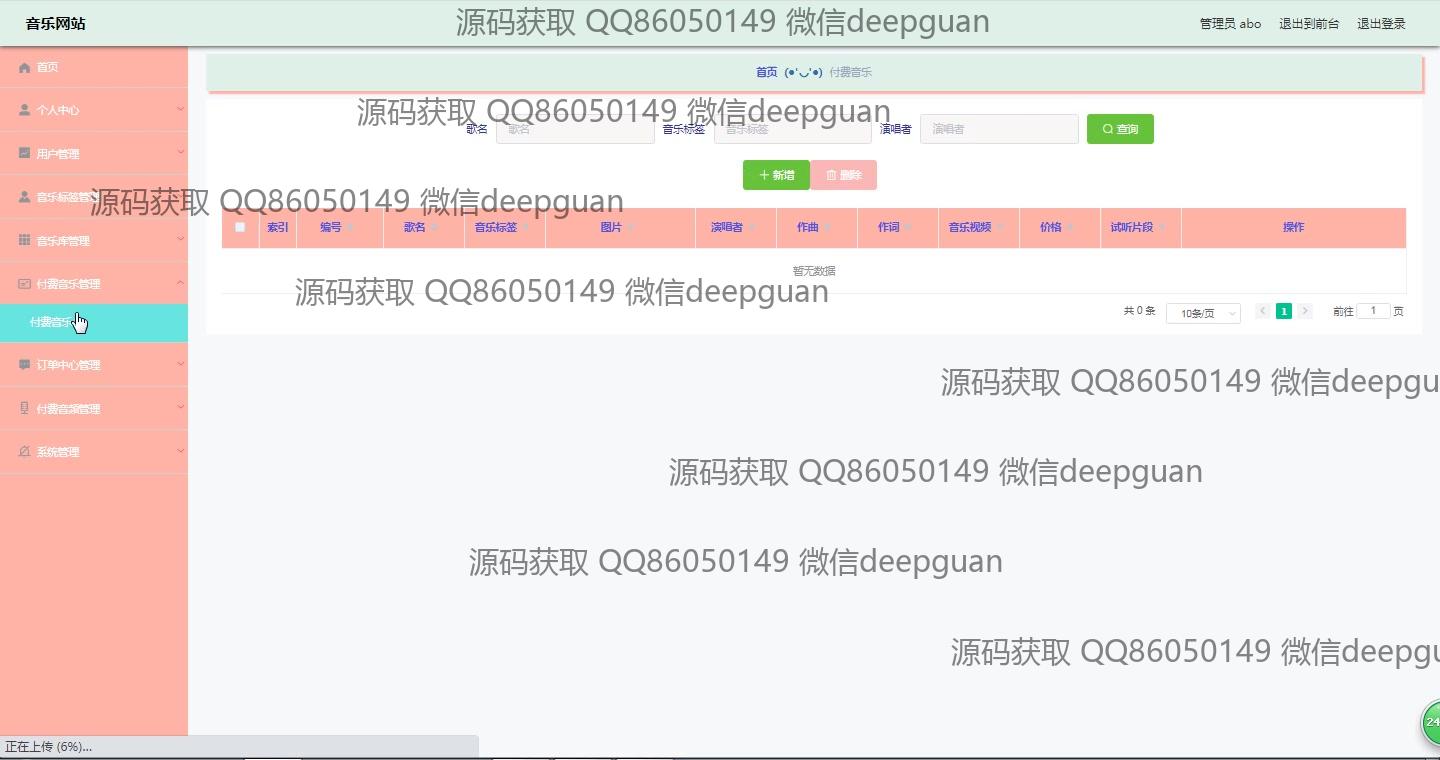 音乐网站
源码获取 QQ86050149 微信deepguan
管理员 abo 退出到前台 退出登录
首页
首页 (●'◡'●) 付费音乐
个人中心
源码获取 QQ86050149 微信deepguan
歌名 歌名 音乐标签 音乐标签 演唱者 演唱者 查询
用户管理
+ 新增 删除
音乐标签管理
源码获取 QQ86050149 微信deepguan
索引 编号 歌名 音乐标签 图片 演唱者 作曲 作词 音乐视频 价格 试听片段 操作
音乐库管理
暂无数据
付费音乐管理
源码获取 QQ86050149 微信deepguan
共 0 条 10条/页 1 前往 1 页
付费音乐
订单中心管理
源码获取 QQ86050149 微信deepgu
付费音频管理
系统管理
源码获取 QQ86050149 微信deepguan
源码获取 QQ86050149 微信deepguan
源码获取 QQ86050149 微信deepgu
24
正在上传 (6%)...